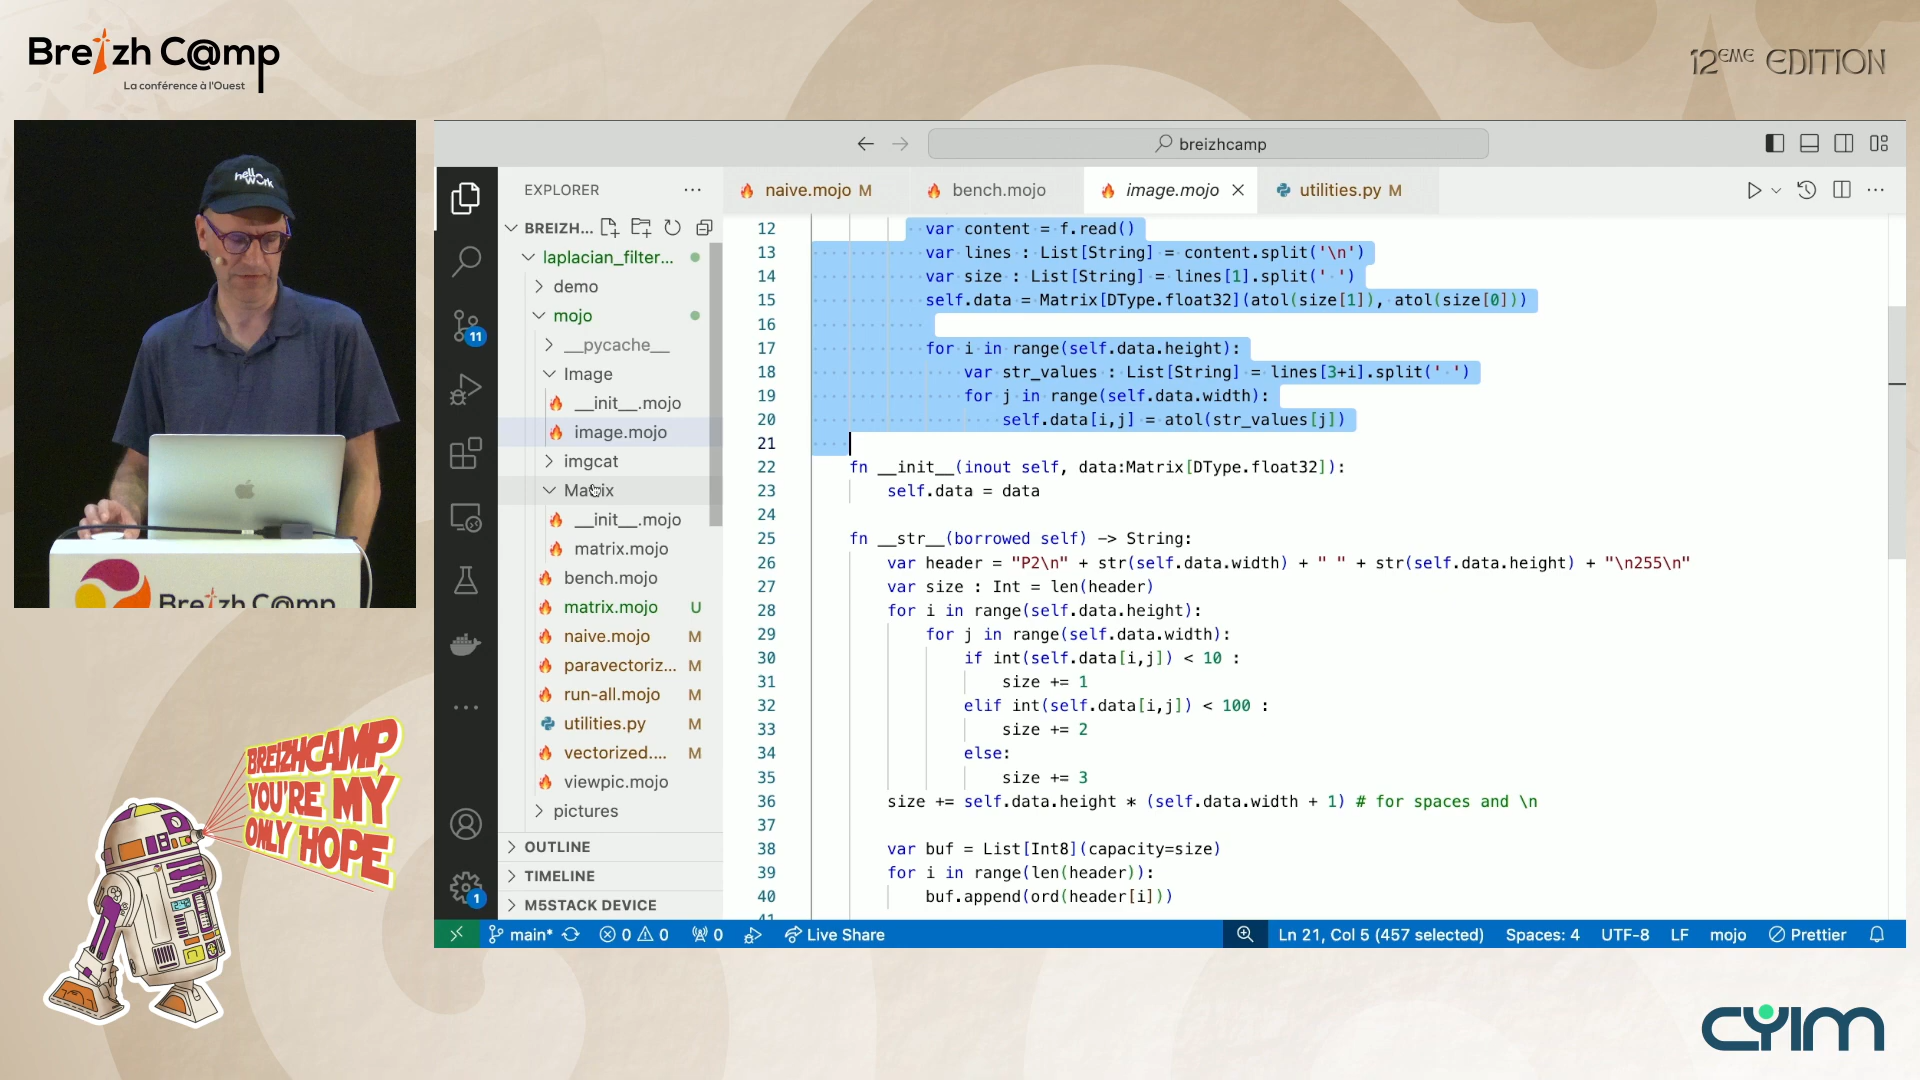 Breizh C@mp
La conférence à l'Ouest
12ÈME EDITION
hello work
Breizh C@mp
BREIZHCAMP,
YOU'RE MY
ONLY HOPE
CYIM
breizhcamp
EXPLORER
BREIZH...
laplacian_filter...
demo
mojo
__pycache__
Image
__init__.mojo
image.mojo
imgcat
Matrix
__init__.mojo
matrix.mojo
bench.mojo
matrix.mojo U
naive.mojo M
paravectoriz... M
run-all.mojo M
utilities.py M
vectorized.... M
viewpic.mojo
pictures
OUTLINE
TIMELINE
M5STACK DEVICE
11
1
naive.mojo M
bench.mojo
image.mojo
utilities.py M
12 var content = f.read()
13 var lines : List[String] = content.split('\n')
14 var size : List[String] = lines[1].split(' ')
15 self.data = Matrix[DType.float32](atol(size[1]), atol(size[0]))
16
17 for i in range(self.data.height):
18 var str_values : List[String] = lines[3+i].split(' ')
19 for j in range(self.data.width):
20 self.data[i,j] = atol(str_values[j])
21
22 fn __init__(inout self, data:Matrix[DType.float32]):
23 self.data = data
24
25 fn __str__(borrowed self) -> String:
26 var header = "P2\n" + str(self.data.width) + " " + str(self.data.height) + "\n255\n"
27 var size : Int = len(header)
28 for i in range(self.data.height):
29 for j in range(self.data.width):
30 if int(self.data[i,j]) < 10 :
31 size += 1
32 elif int(self.data[i,j]) < 100 :
33 size += 2
34 else:
35 size += 3
36 size += self.data.height * (self.data.width + 1) # for spaces and \n
37
38 var buf = List[Int8](capacity=size)
39 for i in range(len(header)):
40 buf.append(ord(header[i]))
41
main* 0 0 0 Live Share
Ln 21, Col 5 (457 selected) Spaces: 4 UTF-8 LF mojo Prettier